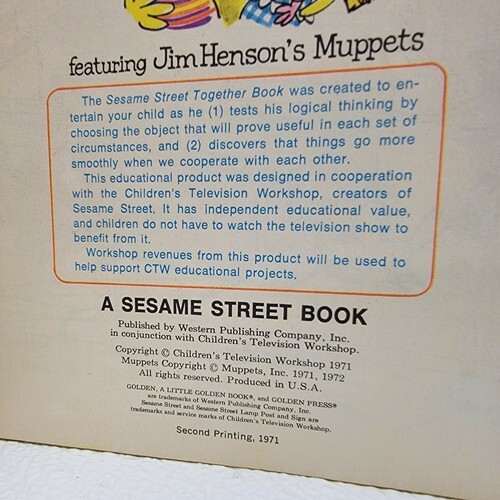 featuring Jim Henson's Muppets
The Sesame Street Together Book was created to en-
tertain your child as he (1) tests his logical thinking by
choosing the object that will prove useful in each set of
circumstances, and (2) discovers that things go more
smoothly when we cooperate with each other.
This educational product was designed in cooperation
with the Children's Television Workshop, creators of
Sesame Street. It has independent educational value,
and children do not have to watch the television show to
benefit from it.
Workshop revenues from this product will be used to
help support CTW educational projects.
A SESAME STREET BOOK
Published by Western Publishing Company, Inc.
in conjunction with Children's Television Workshop.
Copyright © Children's Television Workshop 1971
Muppets Copyright © Muppets, Inc. 1971, 1972
All rights reserved. Produced in U.S.A.
GOLDEN, A LITTLE GOLDEN BOOK®, and GOLDEN PRESS®
are trademarks of Western Publishing Company, Inc.
Sesame Street and Sesame Street Lamp Post and Sign are
trademarks and service marks of Children's Television Workshop.
Second Printing, 1971